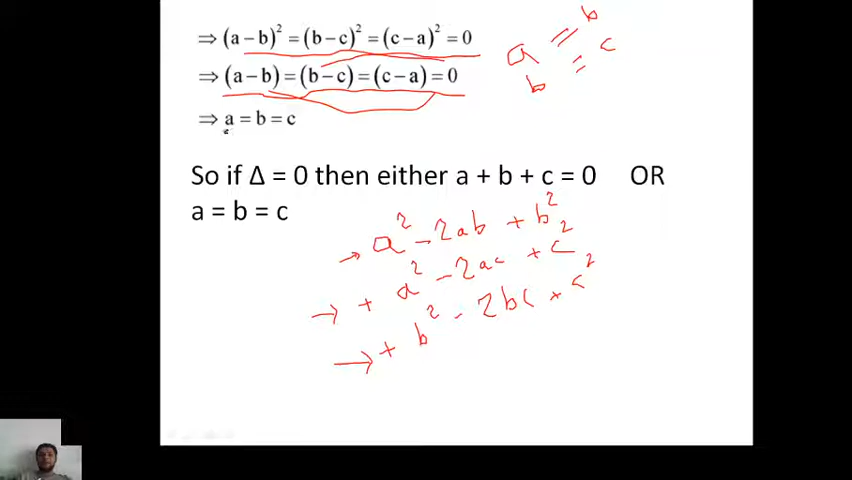 ⇒ (a−b)² = (b−c)² = (c−a)² = 0
⇒ (a−b) = (b−c) = (c−a) = 0
⇒ a = b = c
a = b
b = c
So if Δ = 0 then either a + b + c = 0 OR
a = b = c
→ a² − 2ab + b²
→ + a² − 2ac + c²
→ + b² − 2bc + c²